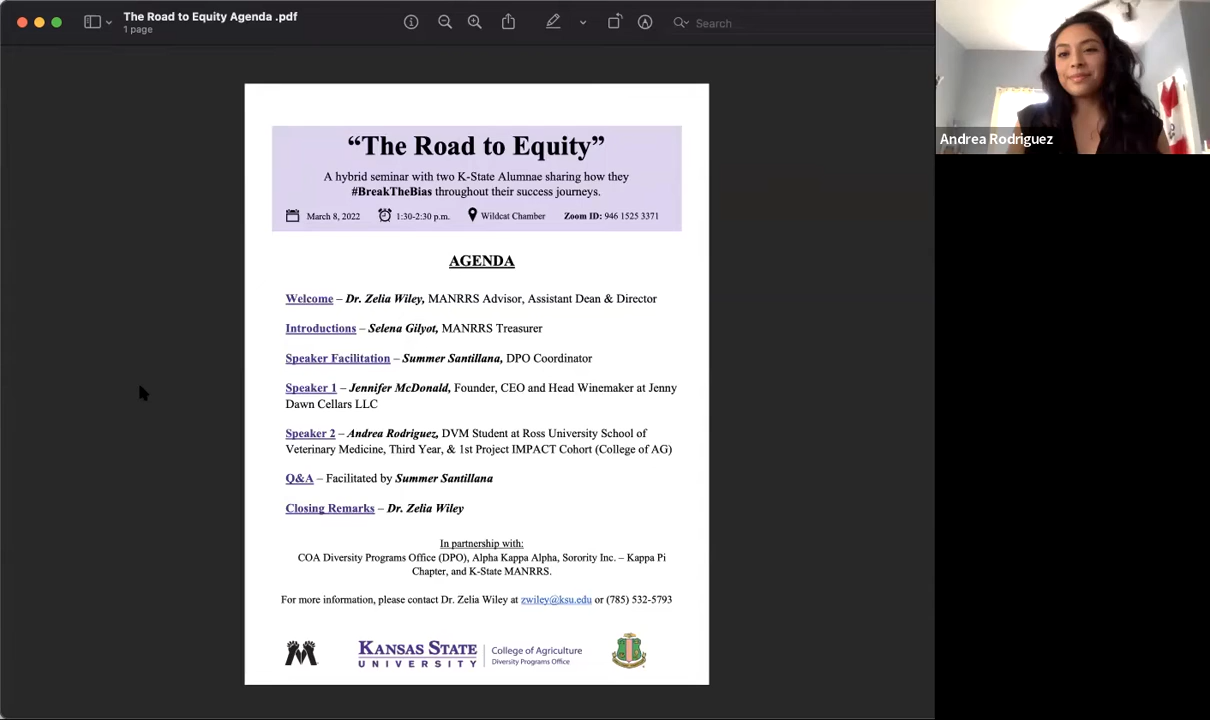 The Road to Equity Agenda .pdf
1 page
Search
Andrea Rodriguez
“The Road to Equity”
A hybrid seminar with two K-State Alumnae sharing how they
#BreakTheBias throughout their success journeys.
March 8, 2022 1:30-2:30 p.m. Wildcat Chamber Zoom ID: 946 1525 3371
AGENDA
Welcome – Dr. Zelia Wiley, MANRRS Advisor, Assistant Dean & Director
Introductions – Selena Gilyot, MANRRS Treasurer
Speaker Facilitation – Summer Santillana, DPO Coordinator
Speaker 1 – Jennifer McDonald, Founder, CEO and Head Winemaker at Jenny
Dawn Cellars LLC
Speaker 2 – Andrea Rodriguez, DVM Student at Ross University School of
Veterinary Medicine, Third Year, & 1st Project IMPACT Cohort (College of AG)
Q&A – Facilitated by Summer Santillana
Closing Remarks – Dr. Zelia Wiley
In partnership with:
COA Diversity Programs Office (DPO), Alpha Kappa Alpha, Sorority Inc. – Kappa Pi
Chapter, and K-State MANRRS.
For more information, please contact Dr. Zelia Wiley at zwiley@ksu.edu or (785) 532-5793
KANSAS STATE
UNIVERSITY
College of Agriculture
Diversity Programs Office